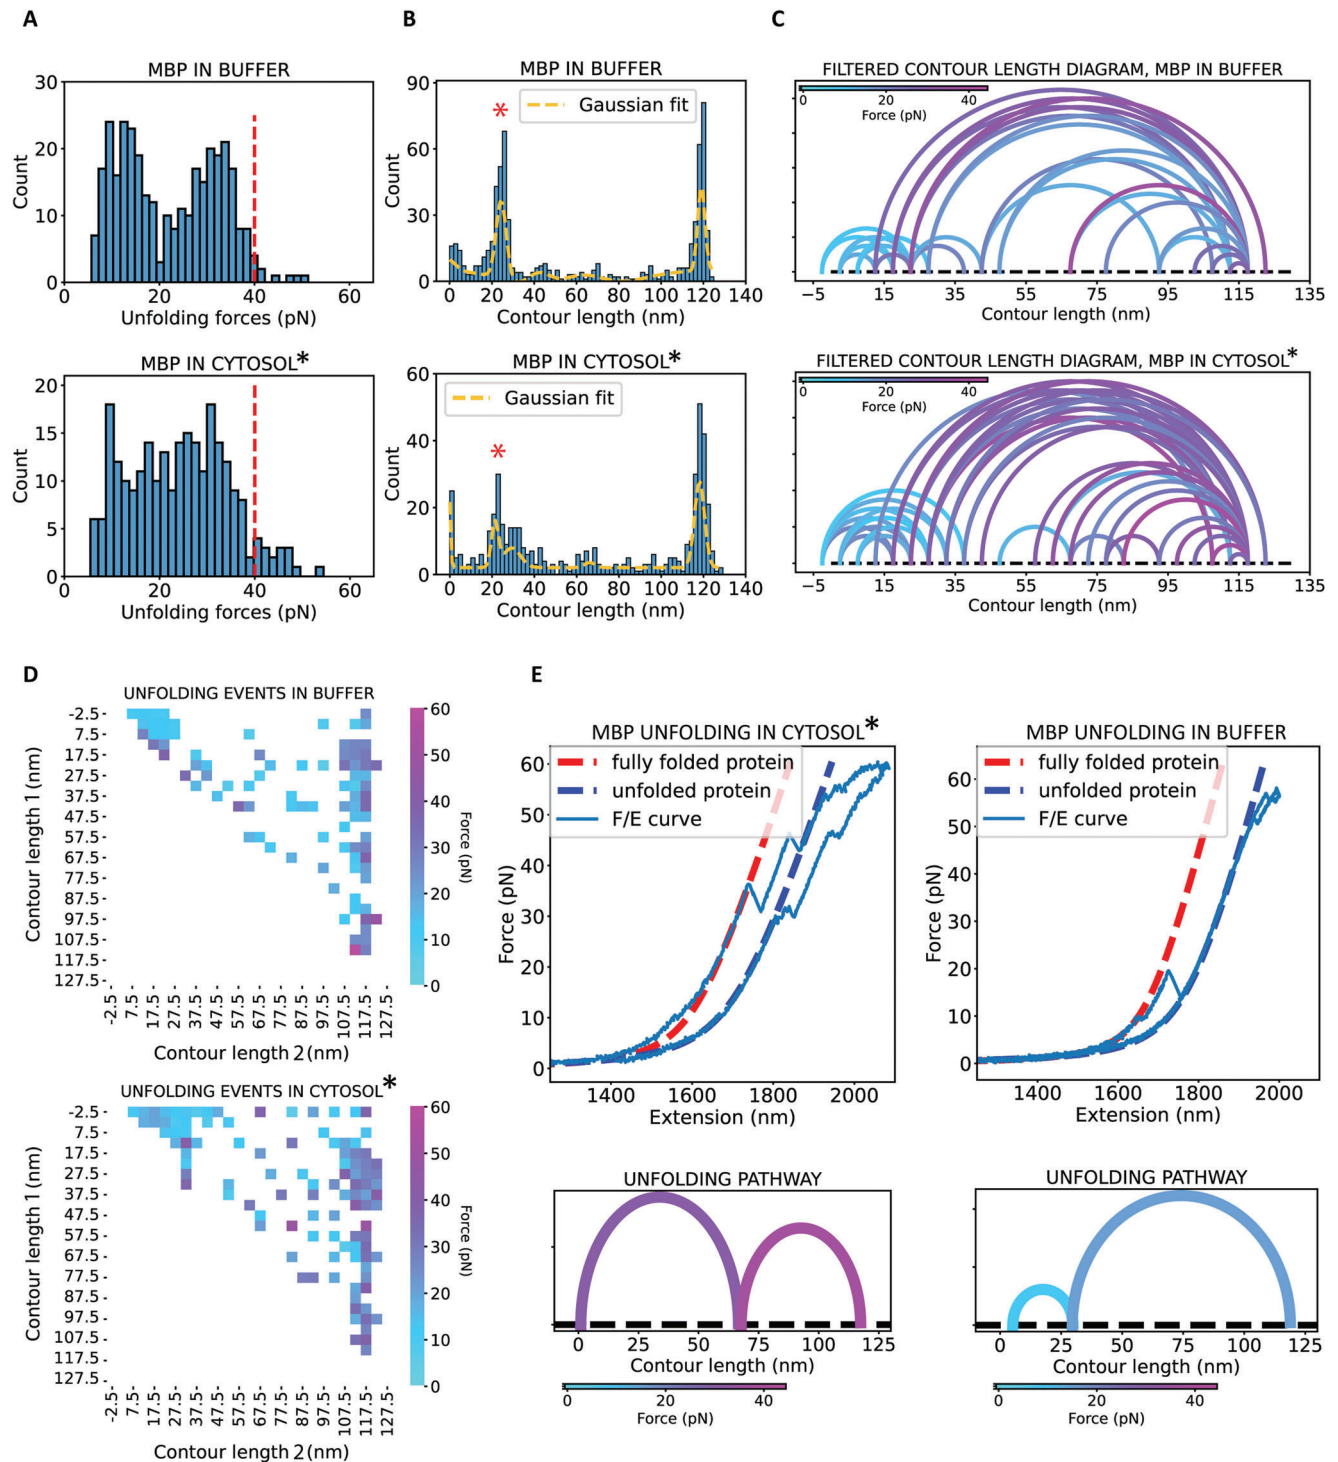 A
B
C
MBP IN BUFFER
30
20
10
0
Count
0 20 40 60
Unfolding forces (pN)
MBP IN BUFFER
90
60
30
0
Count
*
Gaussian fit
0 20 40 60 80 100 120 140
Contour length (nm)
FILTERED CONTOUR LENGTH DIAGRAM, MBP IN BUFFER
0 20 40
Force (pN)
−5 15 35 55 75 95 115 135
Contour length (nm)
MBP IN CYTOSOL*
20
15
10
5
0
Count
0 20 40 60
Unfolding forces (pN)
MBP IN CYTOSOL*
60
40
20
0
Count
Gaussian fit
*
0 20 40 60 80 100 120 140
Contour length (nm)
FILTERED CONTOUR LENGTH DIAGRAM, MBP IN CYTOSOL*
0 20 40
Force (pN)
−5 15 35 55 75 95 115 135
Contour length (nm)
D
E
UNFOLDING EVENTS IN BUFFER
-2.5
7.5
17.5
27.5
37.5
47.5
57.5
67.5
77.5
87.5
97.5
107.5
117.5
127.5
Contour length 1 (nm)
-2.5 7.5 17.5 27.5 37.5 47.5 57.5 67.5 77.5 87.5 97.5 107.5 117.5 127.5
Contour length 2 (nm)
60
50
40
30
20
10
0
Force (pN)
UNFOLDING EVENTS IN CYTOSOL*
-2.5
7.5
17.5
27.5
37.5
47.5
57.5
67.5
77.5
87.5
97.5
107.5
117.5
127.5
Contour length 1 (nm)
-2.5 7.5 17.5 27.5 37.5 47.5 57.5 67.5 77.5 87.5 97.5 107.5 117.5 127.5
Contour length 2 (nm)
60
50
40
30
20
10
0
Force (pN)
MBP UNFOLDING IN CYTOSOL*
fully folded protein
unfolded protein
F/E curve
60
50
40
30
20
10
0
Force (pN)
1400 1600 1800 2000
Extension (nm)
MBP UNFOLDING IN BUFFER
fully folded protein
unfolded protein
F/E curve
60
50
40
30
20
10
0
Force (pN)
1400 1600 1800 2000
Extension (nm)
UNFOLDING PATHWAY
0 25 50 75 100 125
Contour length (nm)
0 20 40
Force (pN)
UNFOLDING PATHWAY
0 25 50 75 100 125
Contour length (nm)
0 20 40
Force (pN)